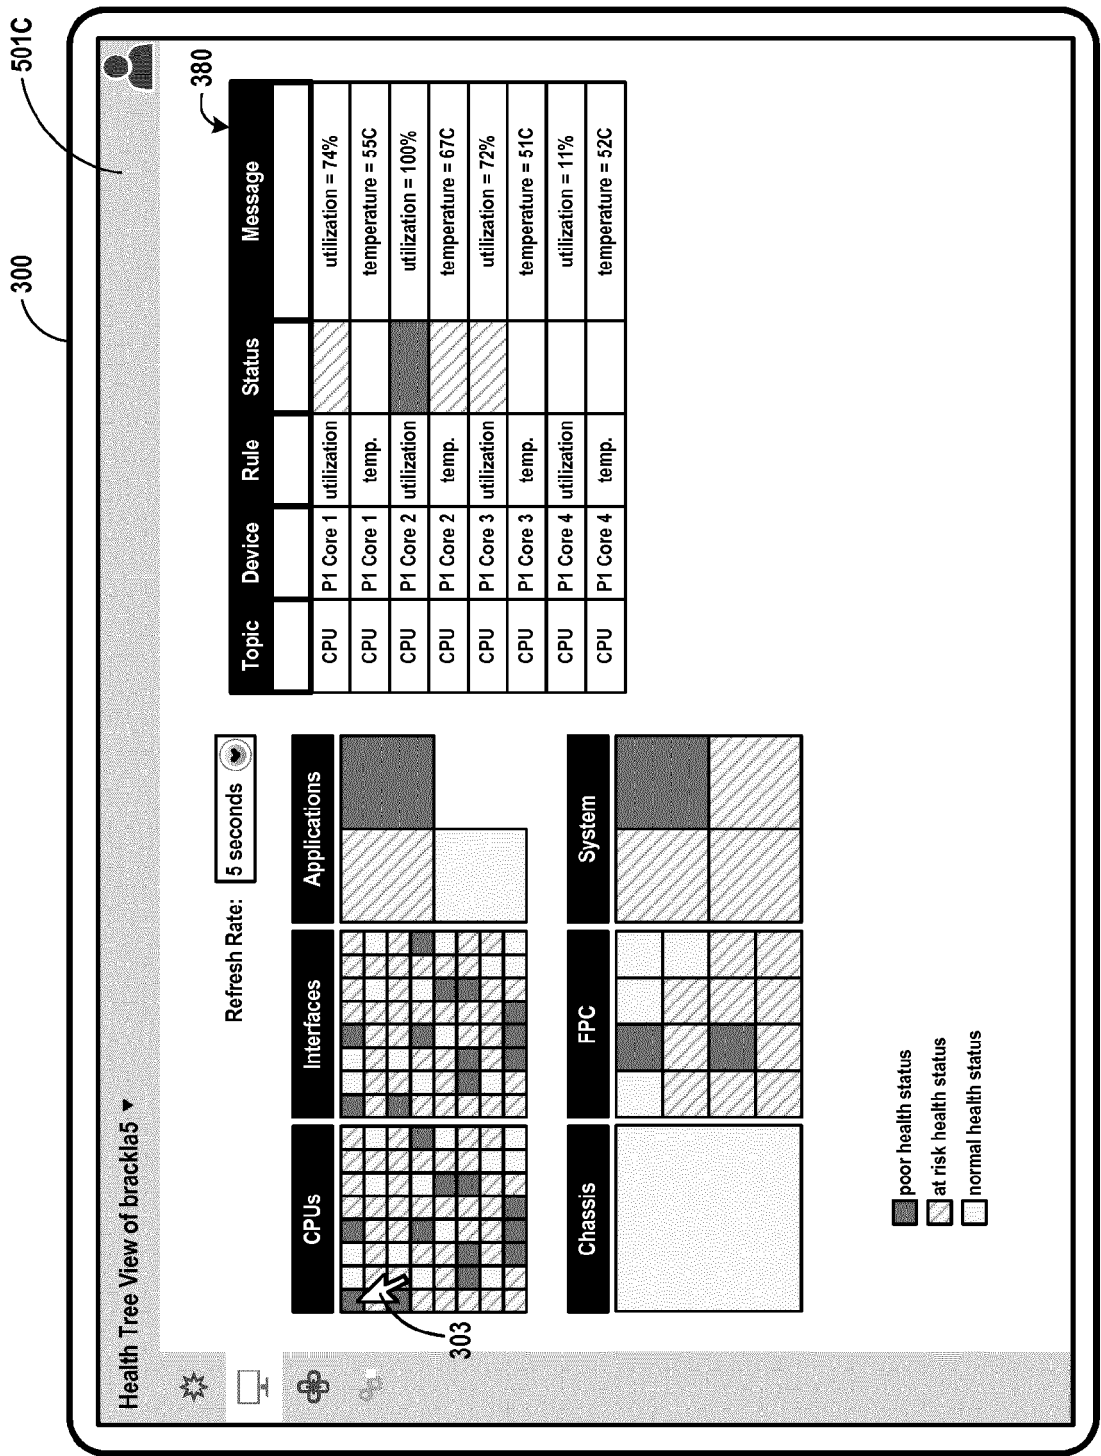 300
501C
Health Tree View of brackla5
Refresh Rate: 5 seconds
380
CPUs
Interfaces
Applications
Chassis
FPC
System
303
Topic Device Rule Status Message
CPU P1 Core 1 utilization utilization = 74%
CPU P1 Core 1 temp. temperature = 55C
CPU P1 Core 2 utilization utilization = 100%
CPU P1 Core 2 temp. temperature = 67C
CPU P1 Core 3 utilization utilization = 72%
CPU P1 Core 3 temp. temperature = 51C
CPU P1 Core 4 utilization utilization = 11%
CPU P1 Core 4 temp. temperature = 52C
poor health status
at risk health status
normal health status